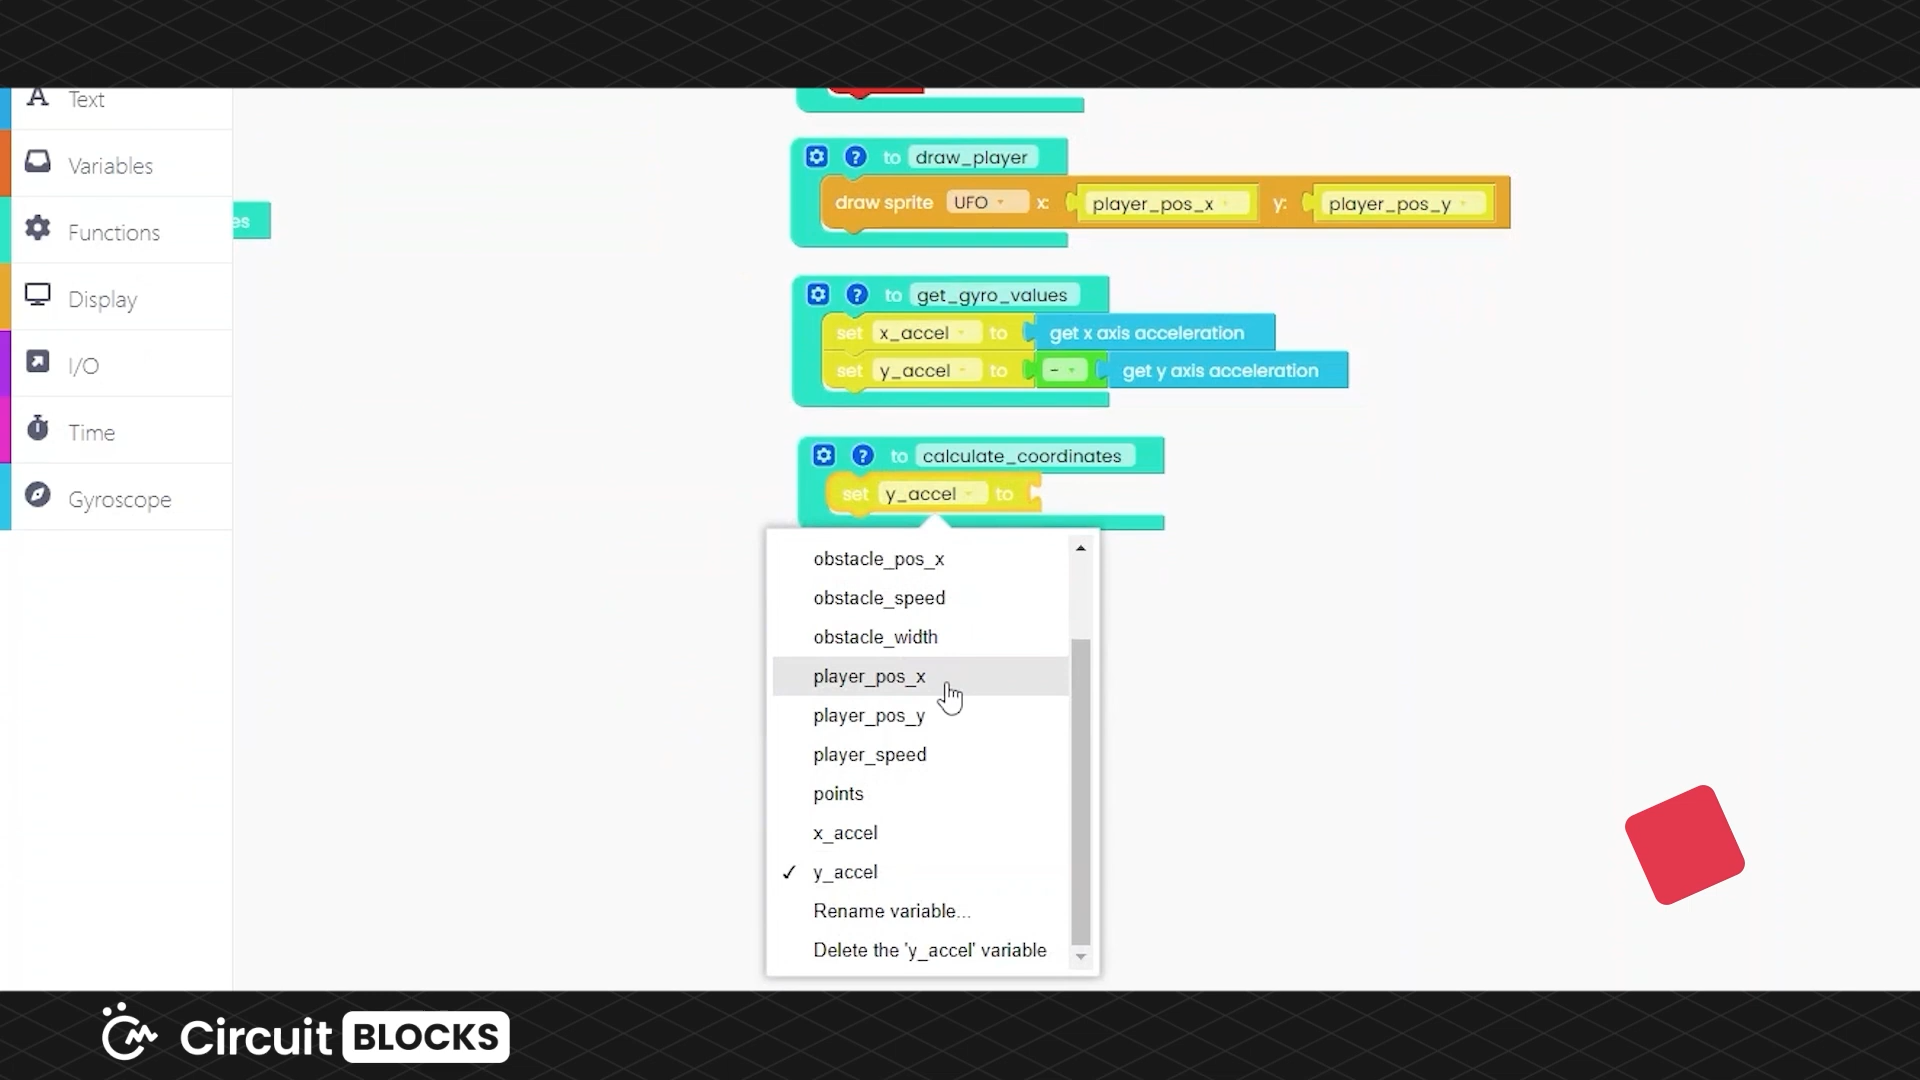 Text
Variables
Functions
Display
I/O
Time
Gyroscope
es
? to draw_player
draw sprite UFO x: player_pos_x y: player_pos_y
? to get_gyro_values
set x_accel to get x axis acceleration
set y_accel to - get y axis acceleration
? to calculate_coordinates
set y_accel to
obstacle_pos_x
obstacle_speed
obstacle_width
player_pos_x
player_pos_y
player_speed
points
x_accel
✓ y_accel
Rename variable...
Delete the 'y_accel' variable
Circuit BLOCKS